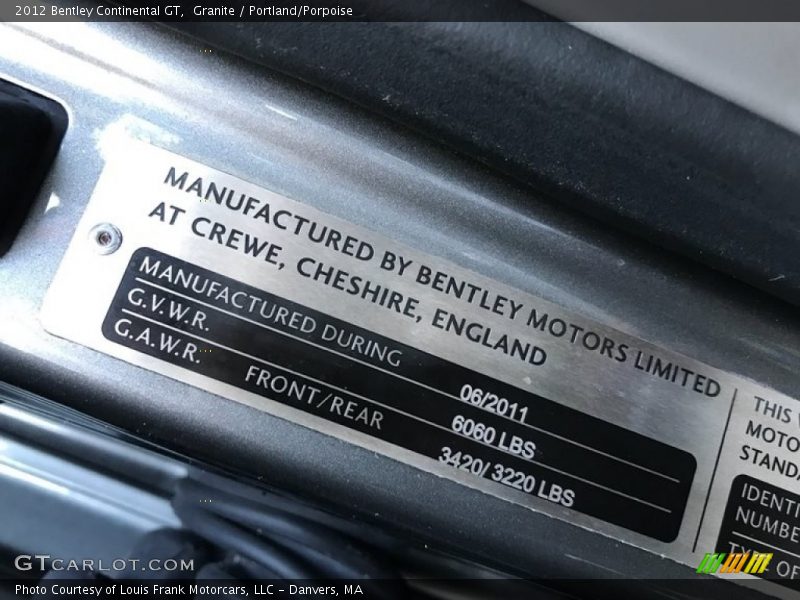 2012 Bentley Continental GT,  Granite / Portland/Porpoise
MANUFACTURED BY BENTLEY MOTORS LIMITED
AT CREWE, CHESHIRE, ENGLAND
MANUFACTURED DURING 06/2011
G.V.W.R. 6060 LBS
G.A.W.R. FRONT/REAR 3420/3220 LBS
THIS
MOTO
STANDA
IDENTI
NUMBE
OF
GTCARLOT.COM
Photo Courtesy of Louis Frank Motorcars, LLC – Danvers, MA